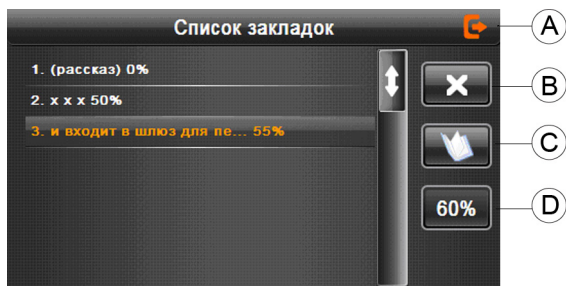 Список закладок
A
1. (рассказ) 0%
B
2. x x x 50%
3. и входит в шлюз для пе... 55%
C
60%
D